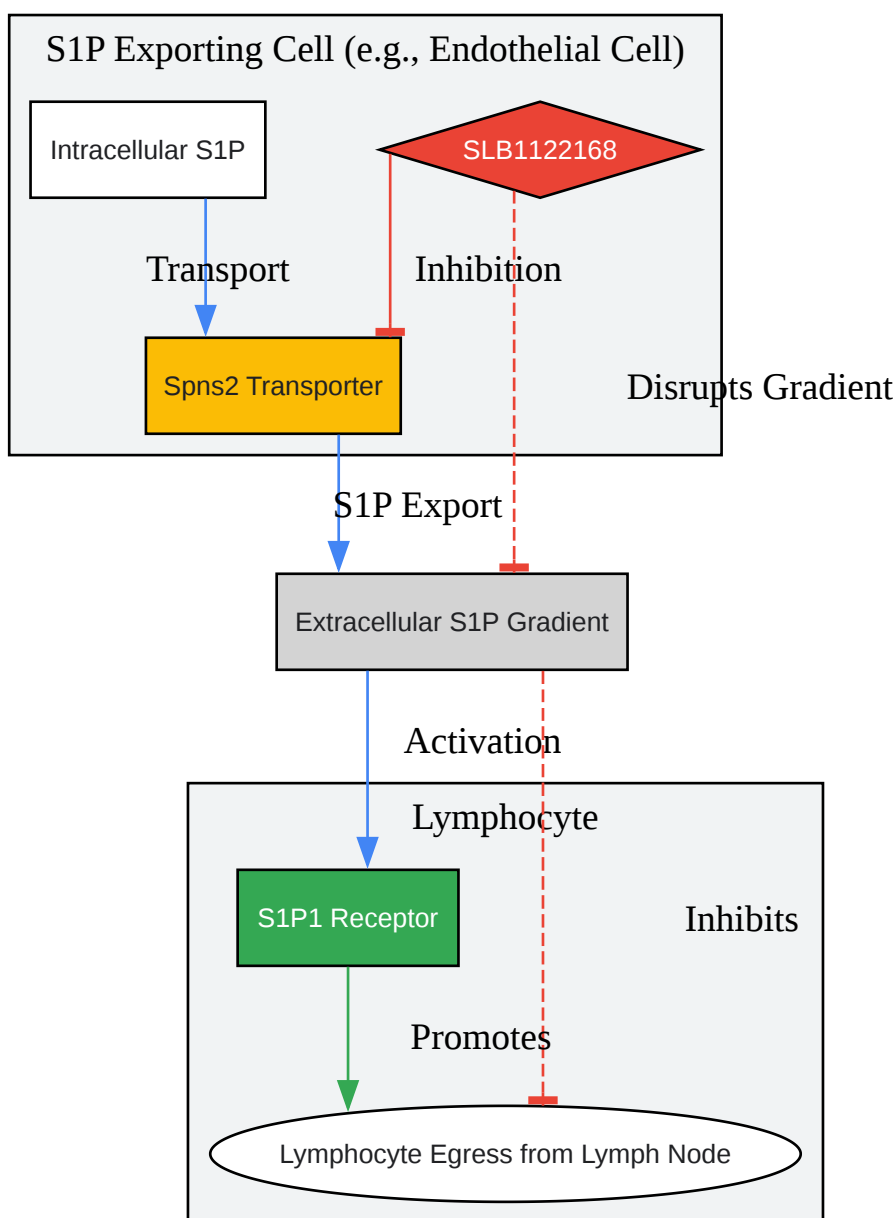 S1P Exporting Cell (e.g., Endothelial Cell)
Intracellular S1P
SLB1122168
Transport
Inhibition
Spns2 Transporter
Disrupts Gradient
S1P Export
Extracellular S1P Gradient
Activation
Lymphocyte
S1P1 Receptor
Inhibits
Promotes
Lymphocyte Egress from Lymph Node